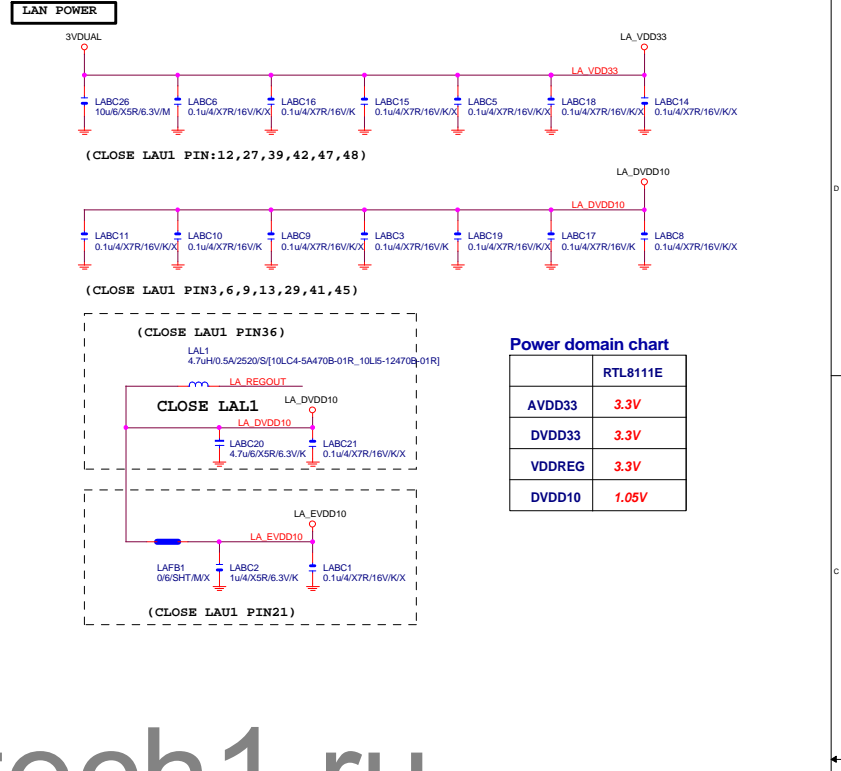 LAN POWER
3VDUAL
LA_VDD33
LA_VDD33
LABC26
10u/6/X5R/6.3V/M
LABC6
0.1u/4/X7R/16V/K/X
LABC16
0.1u/4/X7R/16V/K
LABC15
0.1u/4/X7R/16V/K/X
LABC5
0.1u/4/X7R/16V/K/X
LABC18
0.1u/4/X7R/16V/K/X
LABC14
0.1u/4/X7R/16V/K/X
(CLOSE LAU1 PIN:12,27,39,42,47,48)
LA_DVDD10
LA_DVDD10
LABC11
0.1u/4/X7R/16V/K/X
LABC10
0.1u/4/X7R/16V/K
LABC9
0.1u/4/X7R/16V/K/X
LABC3
0.1u/4/X7R/16V/K
LABC19
0.1u/4/X7R/16V/K/X
LABC17
0.1u/4/X7R/16V/K
LABC8
0.1u/4/X7R/16V/K/X
(CLOSE LAU1 PIN3,6,9,13,29,41,45)
(CLOSE LAU1 PIN36)
LAL1
4.7uH/0.5A/2520/S/[10LC4-5A470B-01R_10LI5-12470B-01R]
LA_REGOUT
CLOSE LAL1
LA_DVDD10
LA_DVDD10
LABC20
4.7u/6/X5R/6.3V/K
LABC21
0.1u/4/X7R/16V/K/X
LA_EVDD10
LA_EVDD10
LAFB1
0/6/SHT/M/X
LABC2
1u/4/X5R/6.3V/K
LABC1
0.1u/4/X7R/16V/K/X
(CLOSE LAU1 PIN21)
Power domain chart
RTL8111E
AVDD33 3.3V
DVDD33 3.3V
VDDREG 3.3V
DVDD10 1.05V
D
C